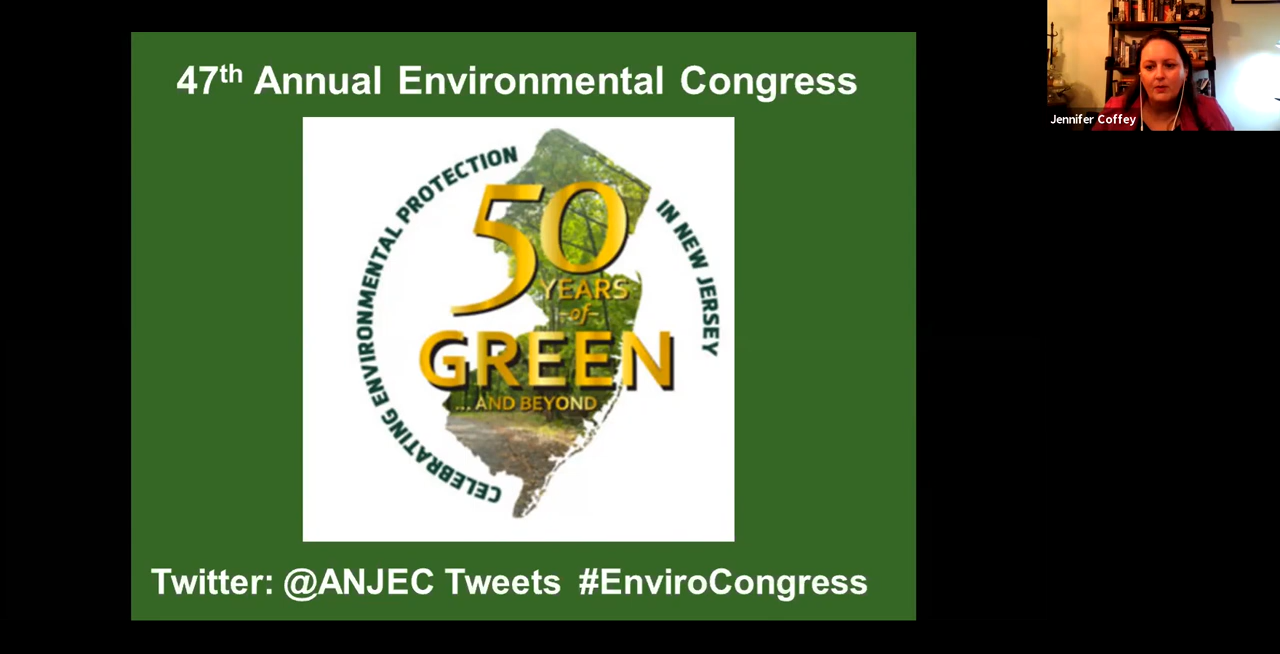 47th Annual Environmental Congress
CELEBRATING ENVIRONMENTAL PROTECTION
IN NEW JERSEY
50
YEARS
-of-
GREEN
... AND BEYOND
Twitter: @ANJEC Tweets #EnviroCongress
Jennifer Coffey